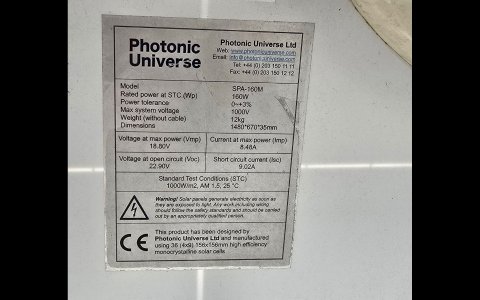 Photonic Universe
Photonic Universe Ltd
Web: www.photonicuniverse.com
Email: info@photonicuniverse.com
Tel: +44 (0) 203 150 11 11
Fax: +44 (0) 203 150 12 12
Model SPA-160M
Rated power at STC (Wp) 160W
Power tolerance 0~+3%
Max system voltage 1000V
Weight (without cable) 12kg
Dimensions 1480*670*35mm
Voltage at max power (Vmp) Current at max power (Imp)
18.80V 8.48A
Voltage at open circuit (Voc) Short circuit current (Isc)
22.90V 9.02A
Standard Test Conditions (STC)
1000W/m2, AM 1.5, 25 °C
Warning! Solar panels generate electricity as soon as
they are exposed to light. Any work including wiring
should follow the safety standards and should be carried
out by an appropriately qualified person.
CE
This product has been designed by
Photonic Universe Ltd and manufactured
using 36 (4x9) 156x156mm high efficiency
monocrystalline solar cells.